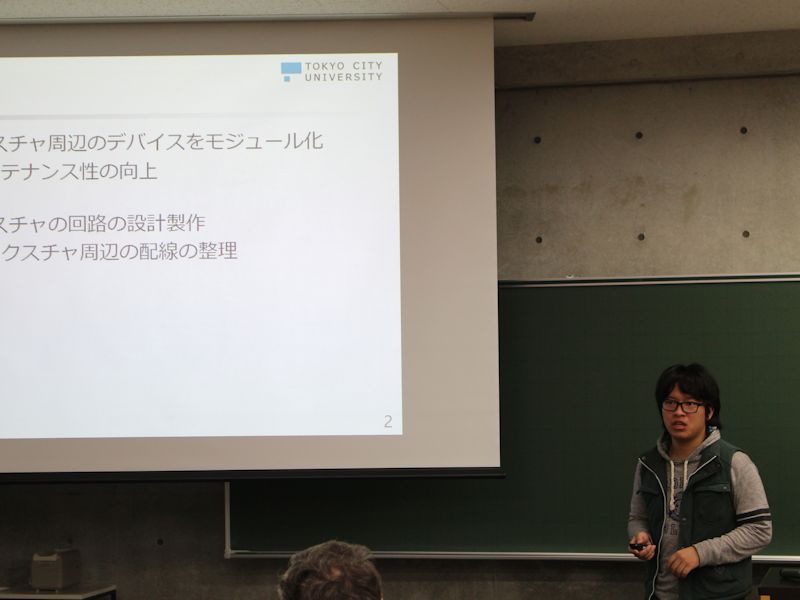 TOKYO CITY
UNIVERSITY
スチャ周辺のデバイスをモジュール化
テナンス性の向上
スチャの回路の設計製作
クスチャ周辺の配線の整理
2